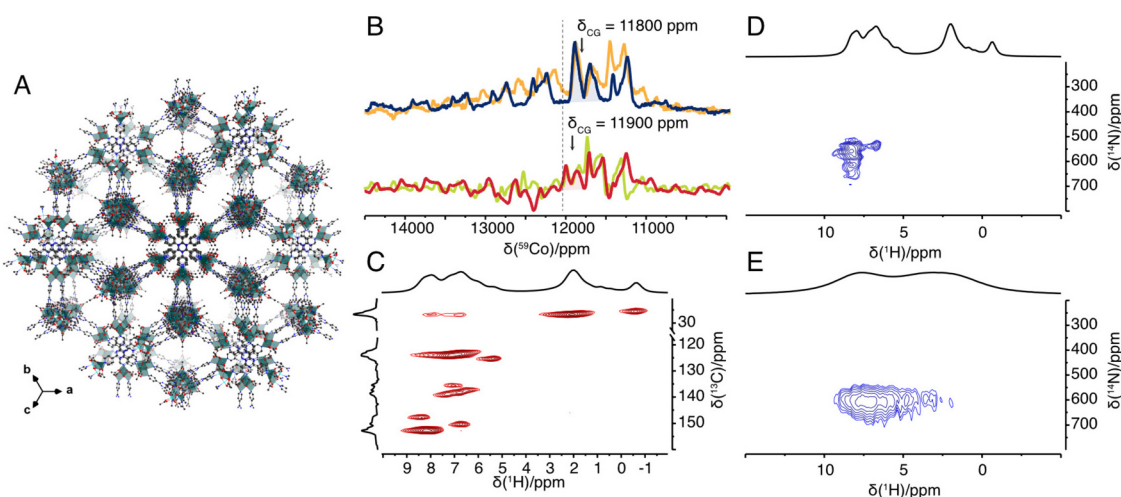 A
b
a
c
B
δCG = 11800 ppm
δCG = 11900 ppm
14000 13000 12000 11000
δ(⁵⁹Co)/ppm
C
30
120
130
140
150
δ(¹³C)/ppm
9 8 7 6 5 4 3 2 1 0 -1
δ(¹H)/ppm
D
300
400
500
600
700
δ(¹⁴N)/ppm
10 5 0
δ(¹H)/ppm
E
300
400
500
600
700
δ(¹⁴N)/ppm
10 5 0
δ(¹H)/ppm